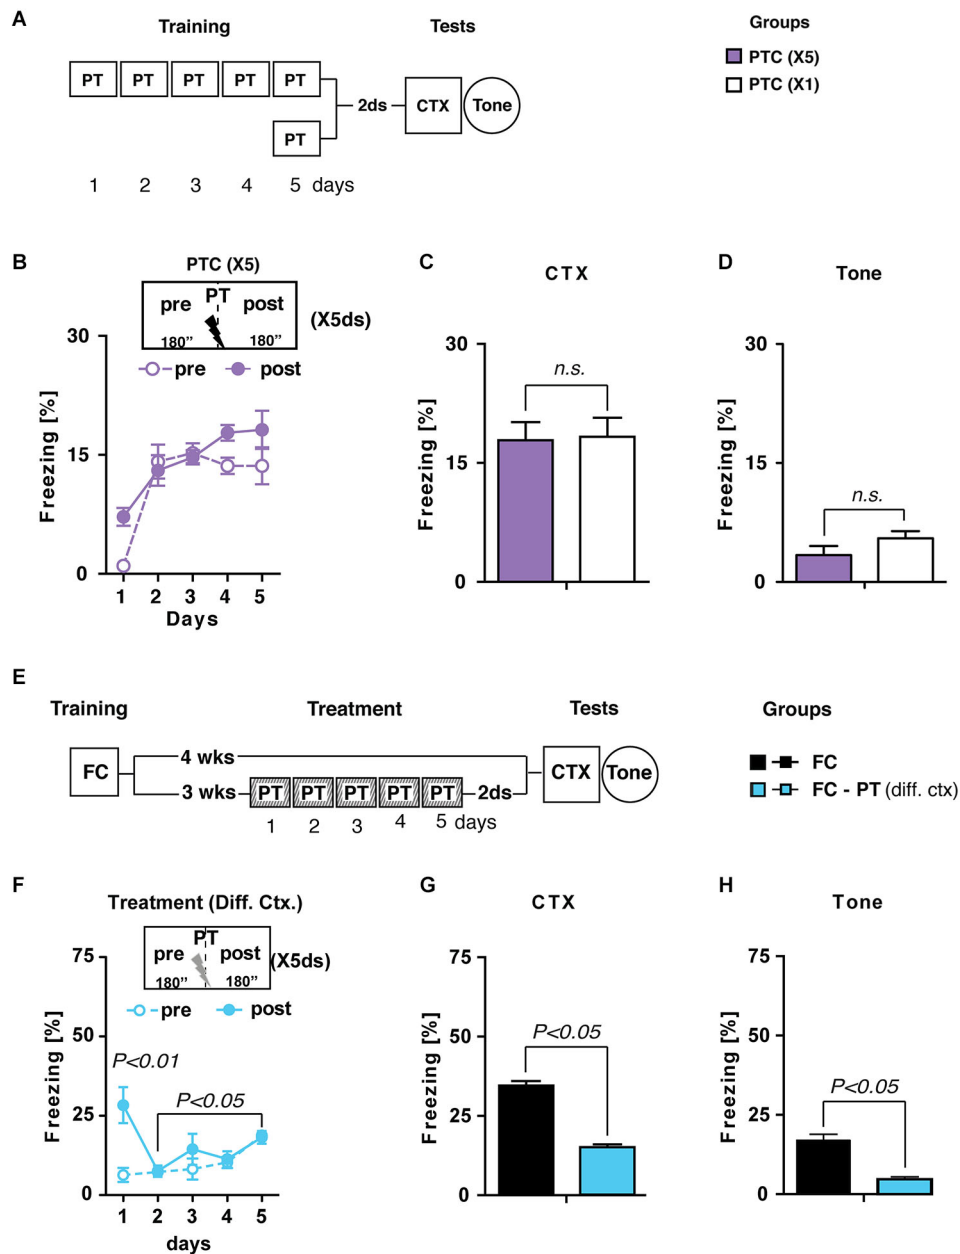 A
Training
Tests
Groups
PTC (X5)
PTC (X1)
PT PT PT PT PT
2ds
CTX
Tone
PT
1 2 3 4 5 days
B
PTC (X5)
pre PT post
180” 180”
(X5ds)
pre post
Freezing [%]
30
15
0
1 2 3 4 5
Days
C
CTX
n.s.
Freezing [%]
30
15
0
D
Tone
n.s.
Freezing [%]
30
15
0
E
Training
Treatment
Tests
Groups
FC
4 wks
3 wks
PT PT PT PT PT
2ds
CTX
Tone
1 2 3 4 5 days
FC
FC - PT (diff. ctx)
F
Treatment (Diff. Ctx.)
pre PT post
180” 180”
(X5ds)
pre post
P<0.01
P<0.05
Freezing [%]
75
50
25
0
1 2 3 4 5
days
G
CTX
P<0.05
Freezing [%]
75
50
25
0
H
Tone
P<0.05
Freezing [%]
75
50
25
0